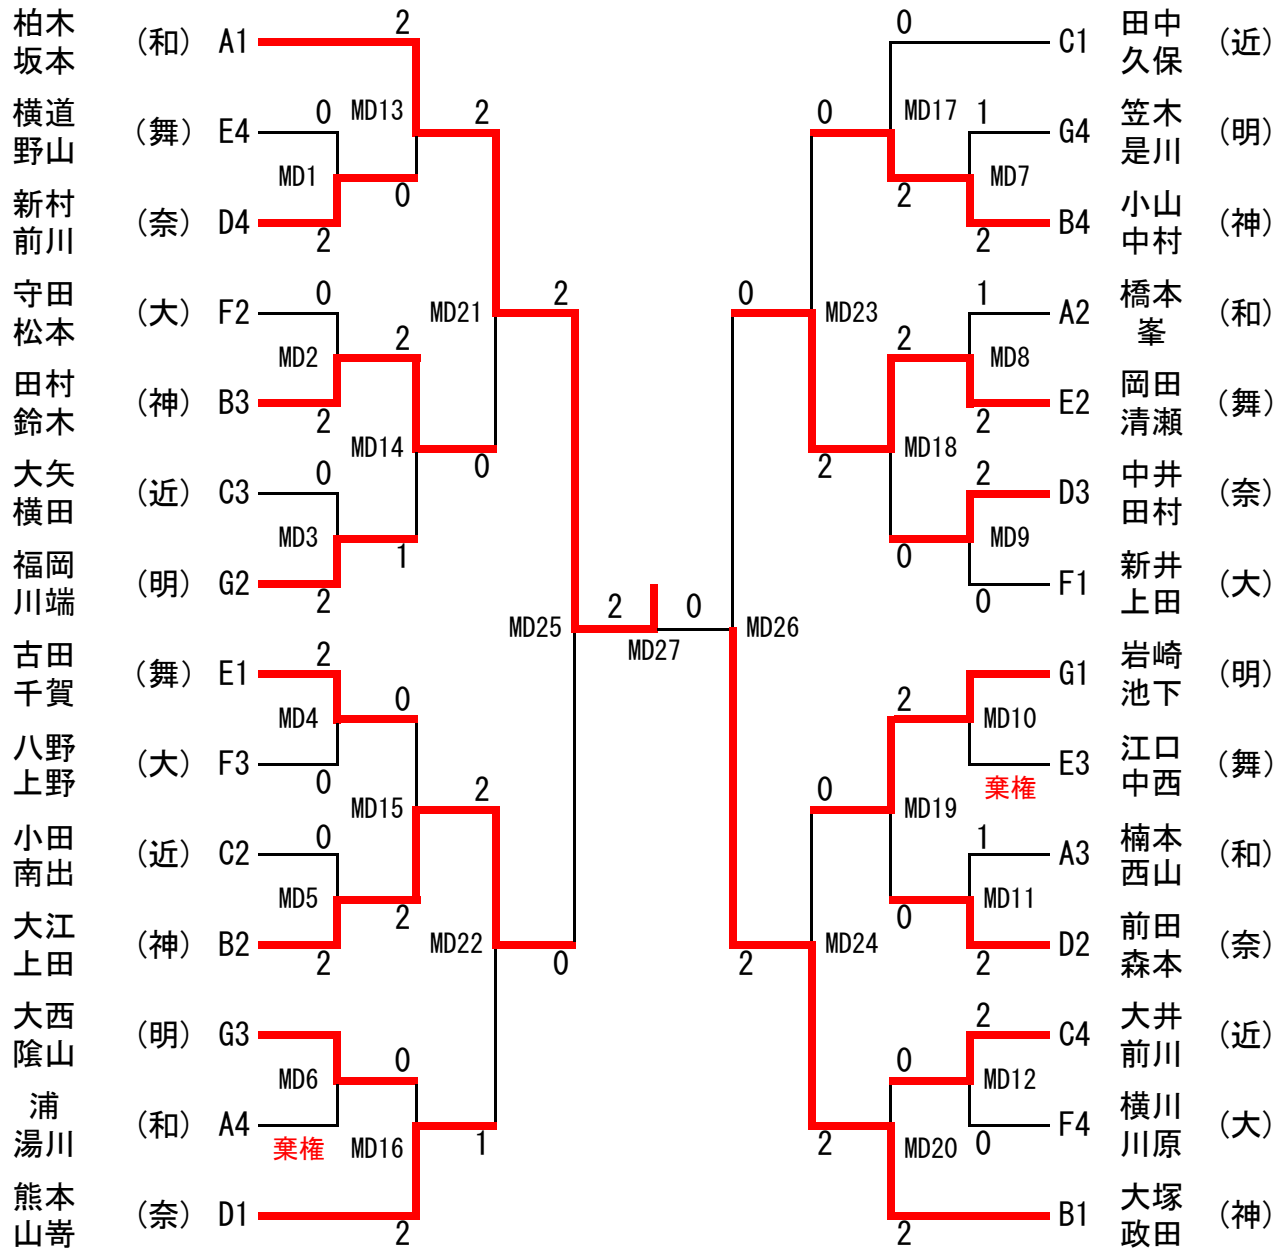 柏木
坂本
（和）
A1
2
横道
野山
（舞）
E4
0
MD13
2
MD1
0
新村
前川
（奈）
D4
2
守田
松本
（大）
F2
0
MD21
2
MD2
2
田村
鈴木
（神）
B3
2
MD14
0
大矢
横田
（近）
C3
0
MD3
1
福岡
川端
（明）
G2
2
MD25
2
MD27
0
MD26
古田
千賀
（舞）
E1
2
MD4
0
八野
上野
（大）
F3
0
MD15
2
小田
南出
（近）
C2
0
MD5
2
大江
上田
（神）
B2
2
MD22
0
大西
陰山
（明）
G3
MD6
0
浦
湯川
（和）
A4
棄権
MD16
1
熊本
山嵜
（奈）
D1
2
0
C1
田中
久保
（近）
0
MD17
1
G4
笠木
是川
（明）
MD7
2
2
B4
小山
中村
（神）
0
MD23
1
A2
橋本
峯
（和）
2
MD8
2
E2
岡田
清瀬
（舞）
2
MD18
2
D3
中井
田村
（奈）
0
MD9
0
F1
新井
上田
（大）
G1
岩崎
池下
（明）
2
MD10
E3
江口
中西
（舞）
棄権
0
MD19
1
A3
楠本
西山
（和）
0
MD11
2
D2
前田
森本
（奈）
2
MD24
2
C4
大井
前川
（近）
0
MD12
0
F4
横川
川原
（大）
2
MD20
2
B1
大塚
政田
（神）